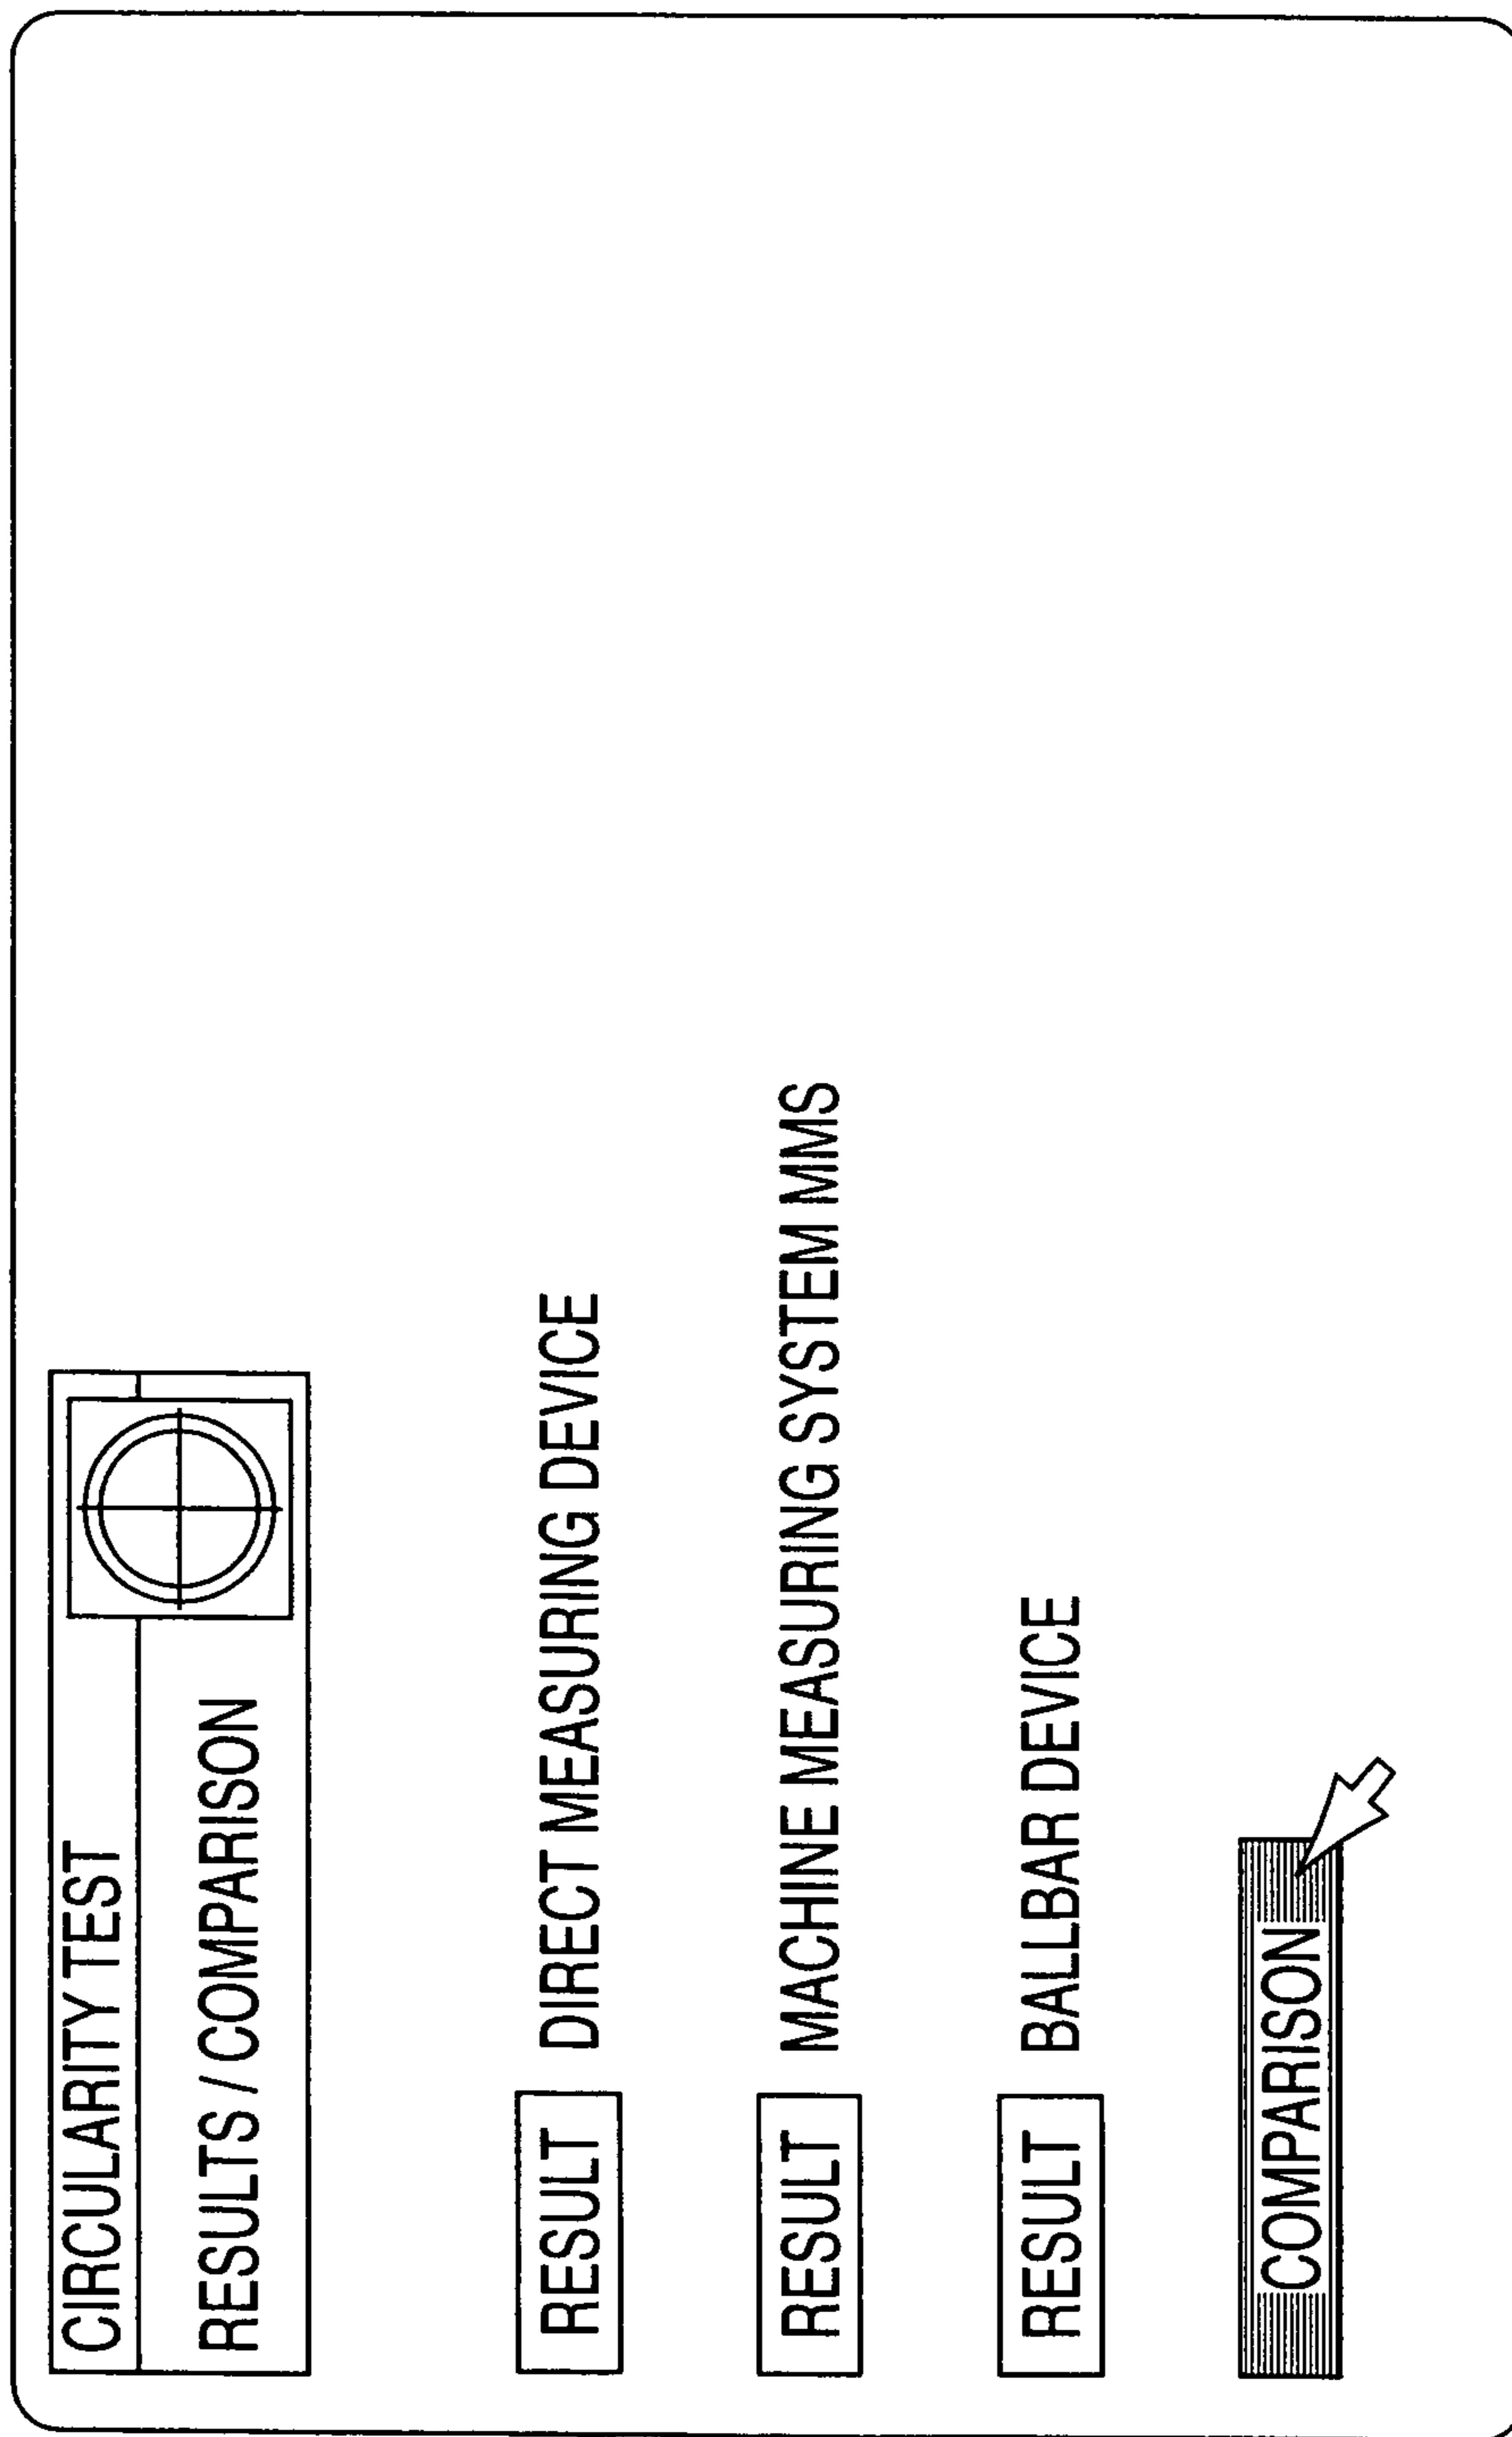 CIRCULARITY TEST
RESULTS / COMPARISON
RESULT DIRECT MEASURING DEVICE
RESULT MACHINE MEASURING SYSTEM MMS
RESULT BALLBAR DEVICE
COMPARISON